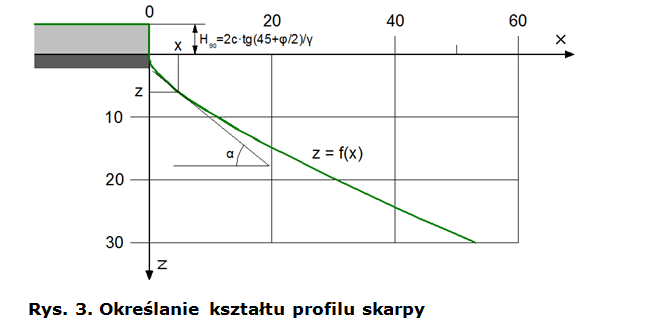 0 20 40 60
H₉₀=2c·tg(45+φ/2)/γ
x
x
z
10
α
z = f(x)
20
30
z
Rys. 3. Określanie kształtu profilu skarpy